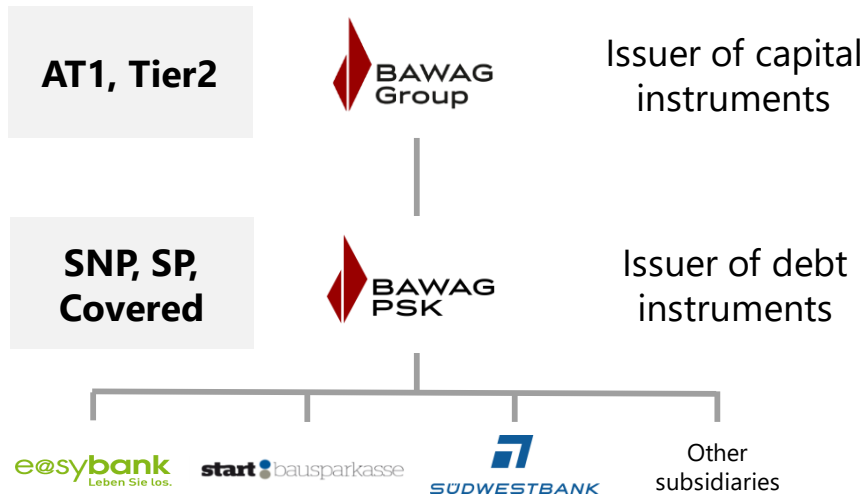 AT1, Tier2
BAWAG
Group
Issuer of capital
instruments
SNP, SP,
Covered
BAWAG
PSK
Issuer of debt
instruments
e@sybank
Leben Sie los.
start:bausparkasse
SÜDWESTBANK
Other
subsidiaries